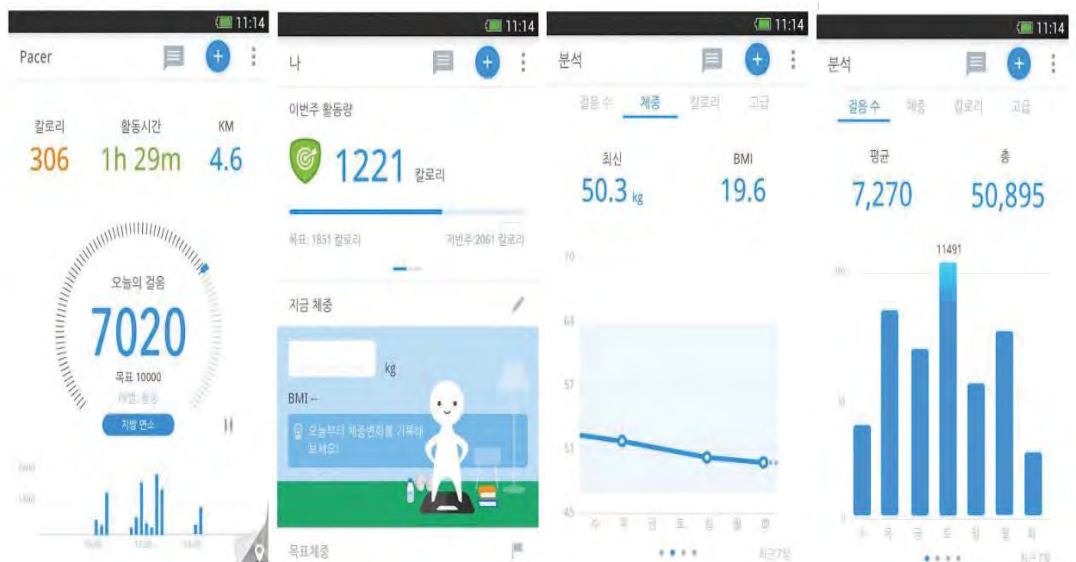 11:14
Pacer
칼로리 활동시간 KM
306 1h 29m 4.6
오늘의 걸음
7020
목표 10000
지방 연소
11:14
나
이번주 활동량
1221 칼로리
목표: 1851 칼로리 저번주:2061 칼로리
지금 체중
kg
BMI --
오늘부터 체중변화를 기록해
보세요!
목표체중
11:14
분석
걸음 수 체중 칼로리 고급
최신 BMI
50.3 kg 19.6
70
64
57
51
45
수 목 금 토 일 월 화
최근7일
11:14
분석
걸음 수 체중 칼로리 고급
평균 총
7,270 50,895
11491
수 목 금 토 일 월 화
최근7일